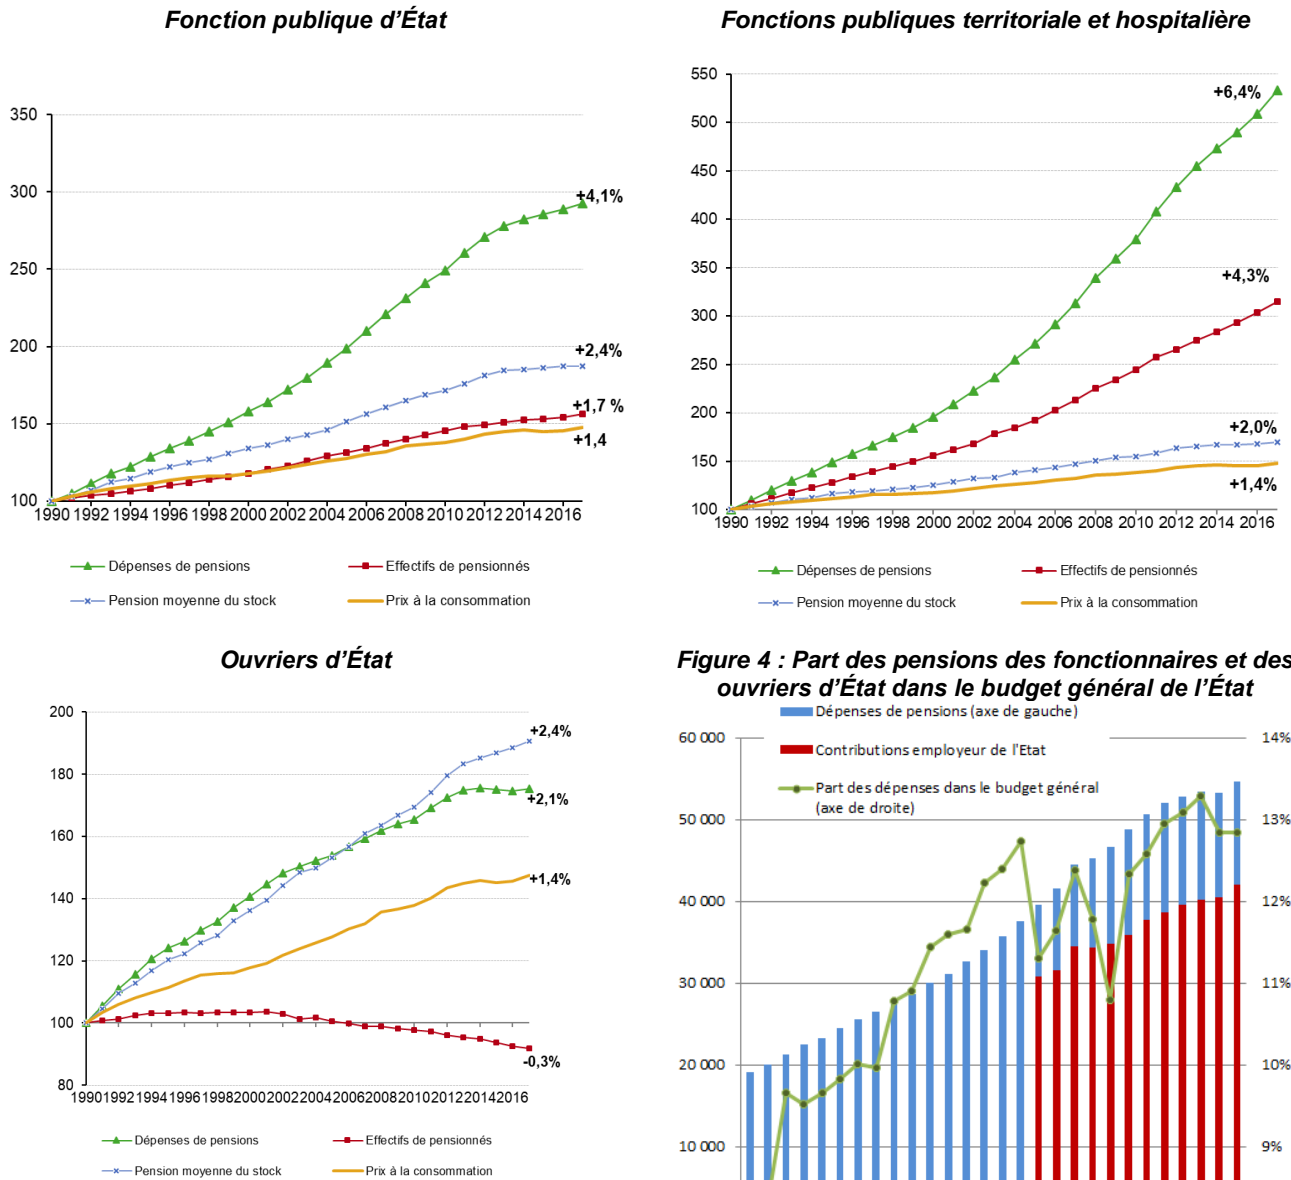 Fonction publique d'État
350
300
250
200
150
100
+4,1%
+2,4%
+1,7 %
+1,4
1990 1992 1994 1996 1998 2000 2002 2004 2006 2008 2010 2012 2014 2016
Dépenses de pensions
Effectifs de pensionnés
Pension moyenne du stock
Prix à la consommation
Fonctions publiques territoriale et hospitalière
550
500
450
400
350
300
250
200
150
100
+6,4%
+4,3%
+2,0%
+1,4%
1990 1992 1994 1996 1998 2000 2002 2004 2006 2008 2010 2012 2014 2016
Dépenses de pensions
Effectifs de pensionnés
Pension moyenne du stock
Prix à la consommation
Ouvriers d'État
200
180
160
140
120
100
80
+2,4%
+2,1%
+1,4%
-0,3%
1990 1992 1994 1996 1998 2000 2002 2004 2006 2008 2010 2012 2014 2016
Dépenses de pensions
Effectifs de pensionnés
Pension moyenne du stock
Prix à la consommation
Figure 4 : Part des pensions des fonctionnaires et des
ouvriers d'État dans le budget général de l'État
Dépenses de pensions (axe de gauche)
Contributions employeur de l'Etat
Part des dépenses dans le budget général
(axe de droite)
60 000
50 000
40 000
30 000
20 000
10 000
14%
13%
12%
11%
10%
9%